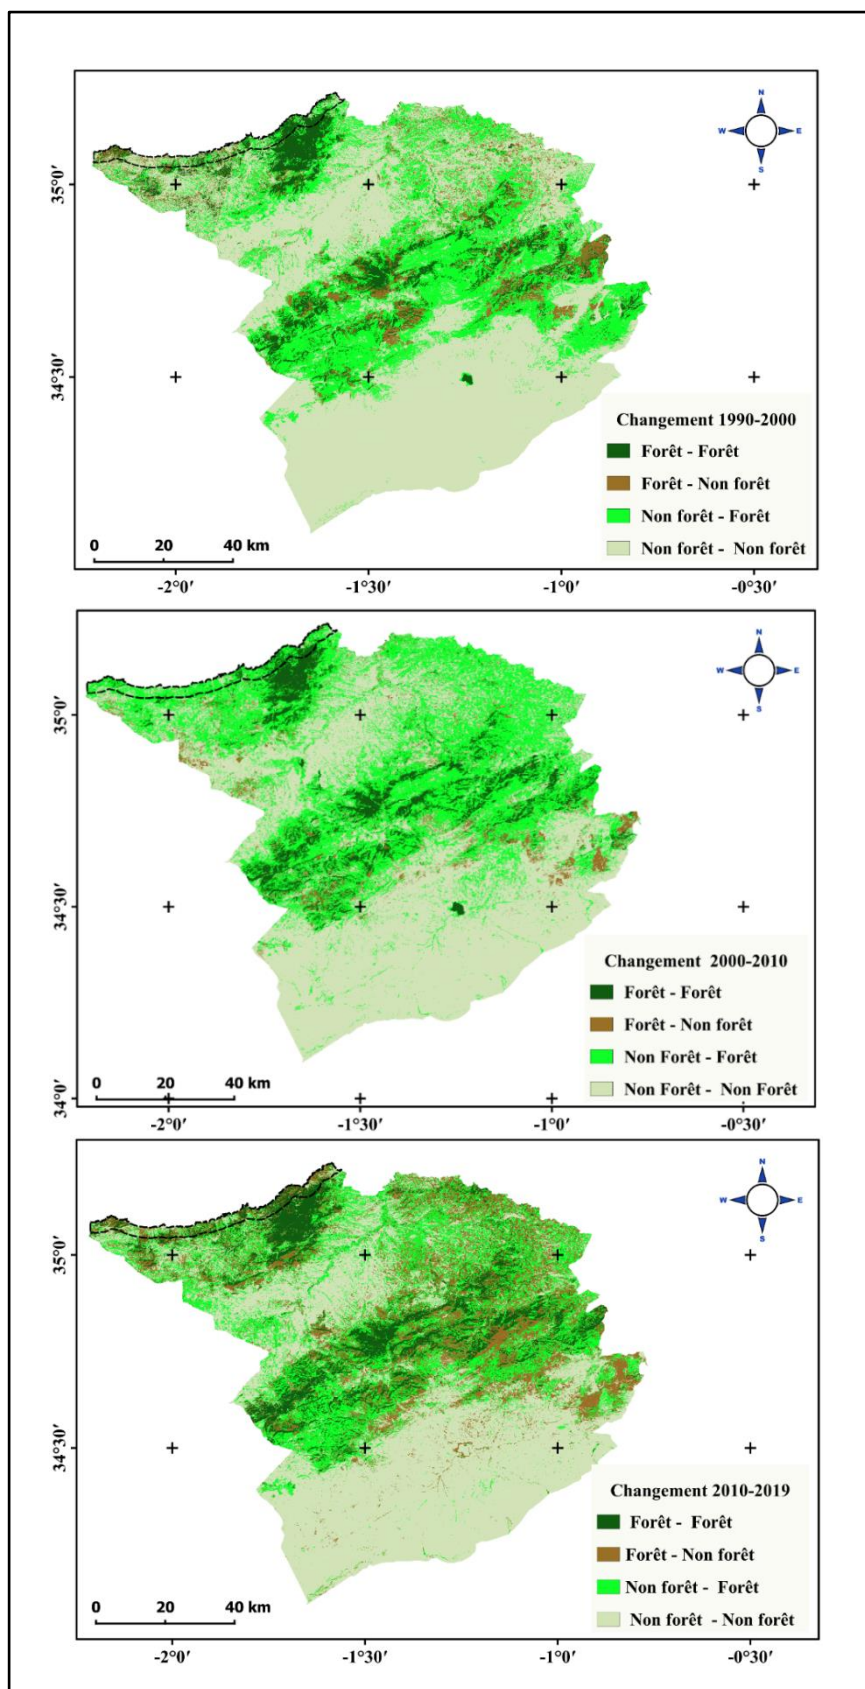 N
W E
S
35°0′
34°30′
Changement 1990-2000
Forêt - Forêt
Forêt - Non forêt
Non forêt - Forêt
Non forêt - Non forêt
0 20 40 km
-2°0′ -1°30′ -1°0′ -0°30′
N
W E
S
35°0′
34°30′
34°0′
Changement 2000-2010
Forêt - Forêt
Forêt - Non forêt
Non Forêt - Forêt
Non Forêt - Non Forêt
0 20 40 km
-2°0′ -1°30′ -1°0′ -0°30′
N
W E
S
35°0′
34°30′
Changement 2010-2019
Forêt - Forêt
Forêt - Non forêt
Non forêt - Forêt
Non forêt - Non forêt
0 20 40 km
-2°0′ -1°30′ -1°0′ -0°30′